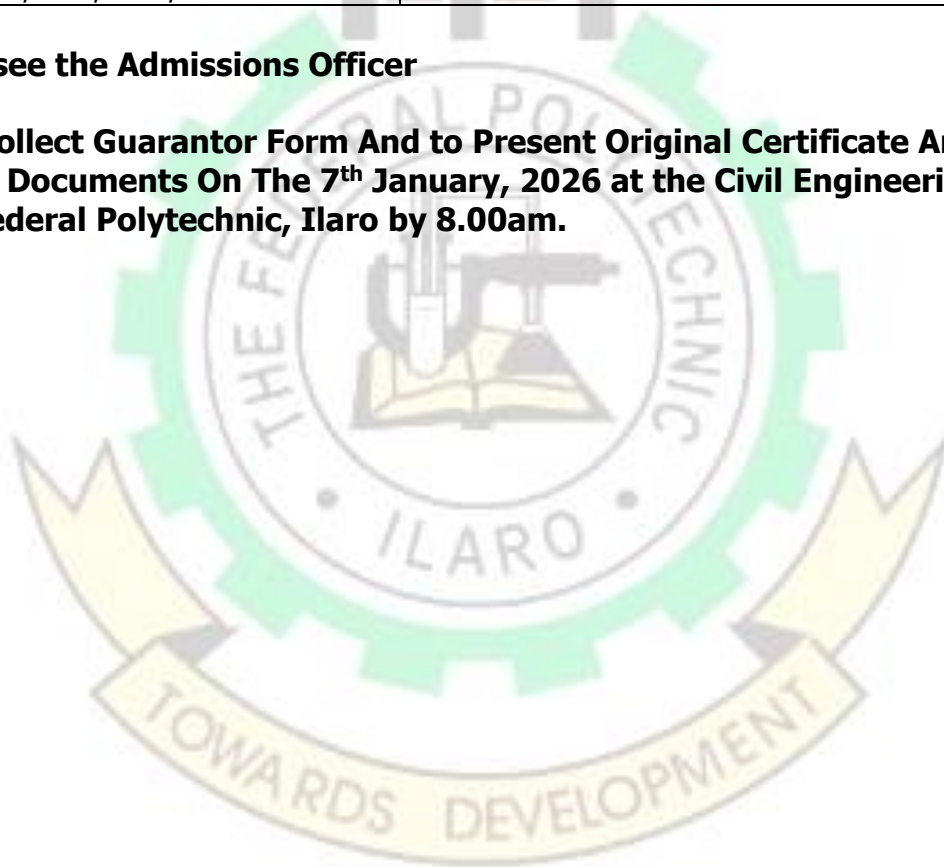 see the Admissions Officer
ollect Guarantor Form And to Present Original Certificate
Documents On The 7th January, 2026 at the Civil Engineeri
ederal Polytechnic, Ilaro by 8.00am.
THE FEDERAL POLYTECHNIC
ILARO
TOWARDS DEVELOPMENT